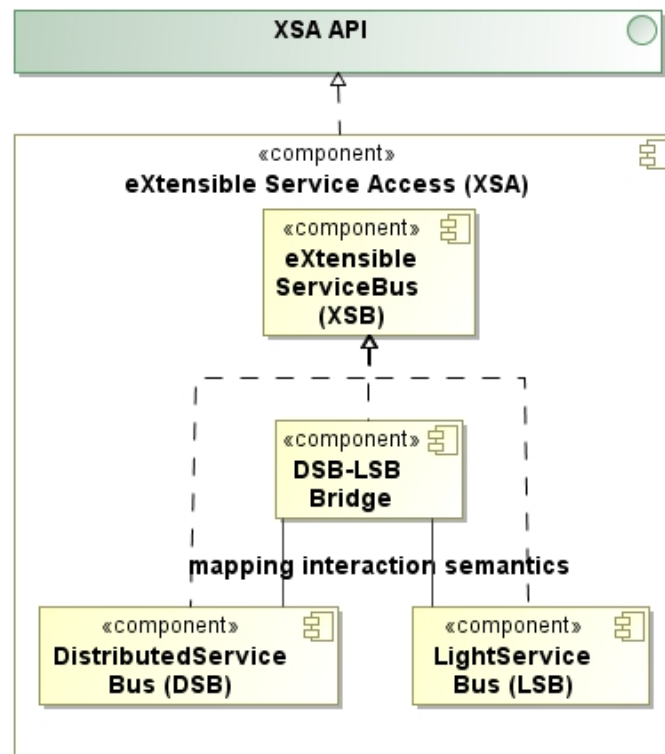 XSA API
«component»
eXtensible Service Access (XSA)
«component»
eXtensible
ServiceBus
(XSB)
«component»
DSB-LSB
Bridge
mapping interaction semantics
«component»
DistributedService
Bus (DSB)
«component»
LightService
Bus (LSB)